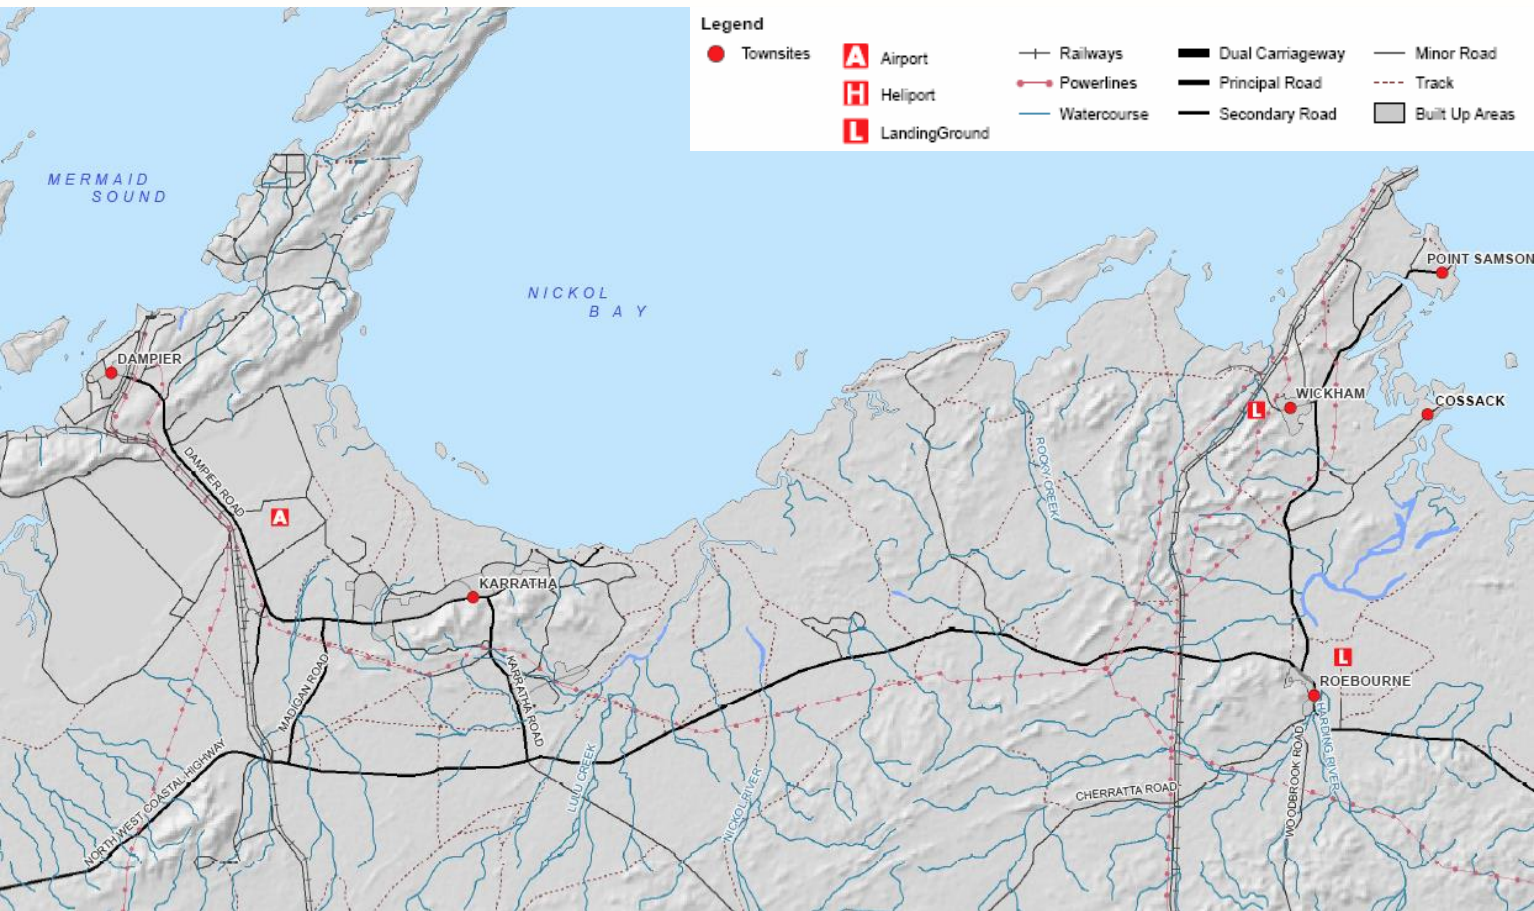 Legend
Townsites
A Airport
H Heliport
L LandingGround
Railways
Powerlines
Watercourse
Dual Carriageway
Principal Road
Secondary Road
Minor Road
Track
Built Up Areas
MERMAID
SOUND
NICKOL
BAY
POINT SAMSON
DAMPIER
WICKHAM
L
COSSACK
DAMPIER ROAD
ROCKY CREEK
A
KARRATHA
MADIGAN ROAD
KARRATHA ROAD
L
ROEBOURNE
HARDING RIVER
WOODBROOK ROAD
NORTH WEST COASTAL HIGHWAY
LULU CREEK
NICKOL RIVER
CHERRATTA ROAD